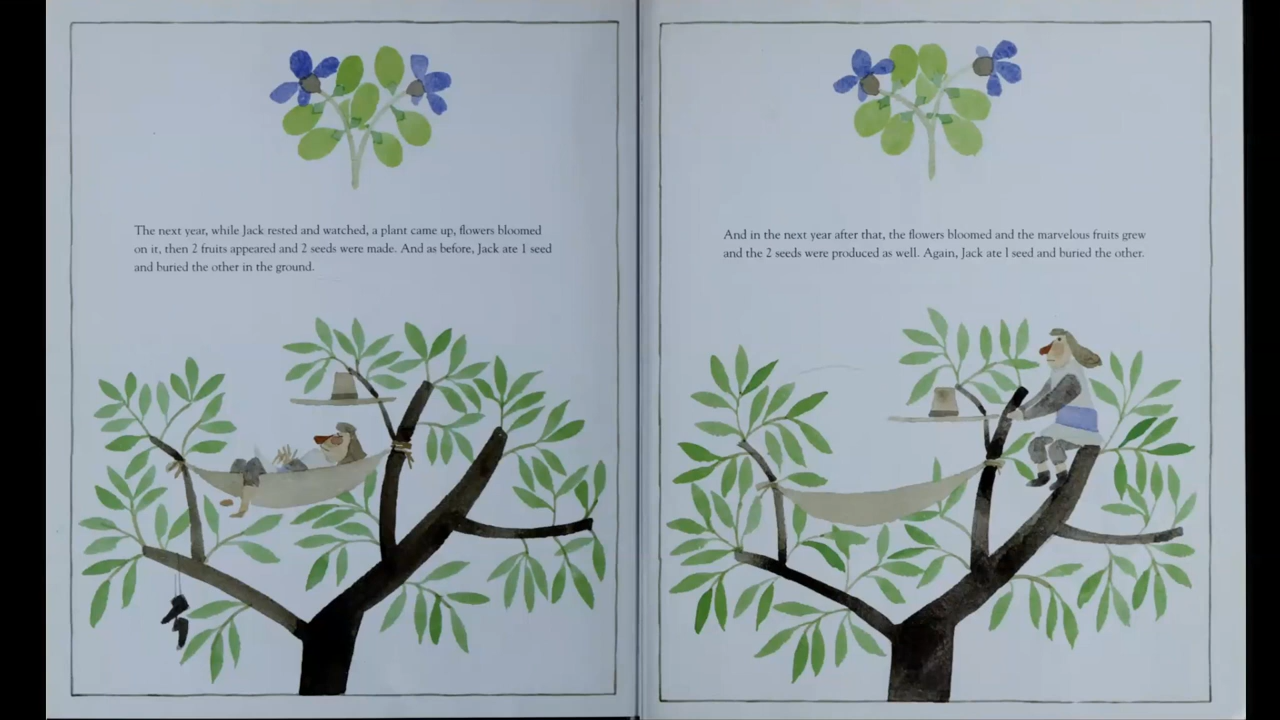 The next year, while Jack rested and watched, a plant came up, flowers bloomed
on it, then 2 fruits appeared and 2 seeds were made. And as before, Jack ate 1 seed
and buried the other in the ground.
And in the next year after that, the flowers bloomed and the marvelous fruits grew
and the 2 seeds were produced as well. Again, Jack ate 1 seed and buried the other.